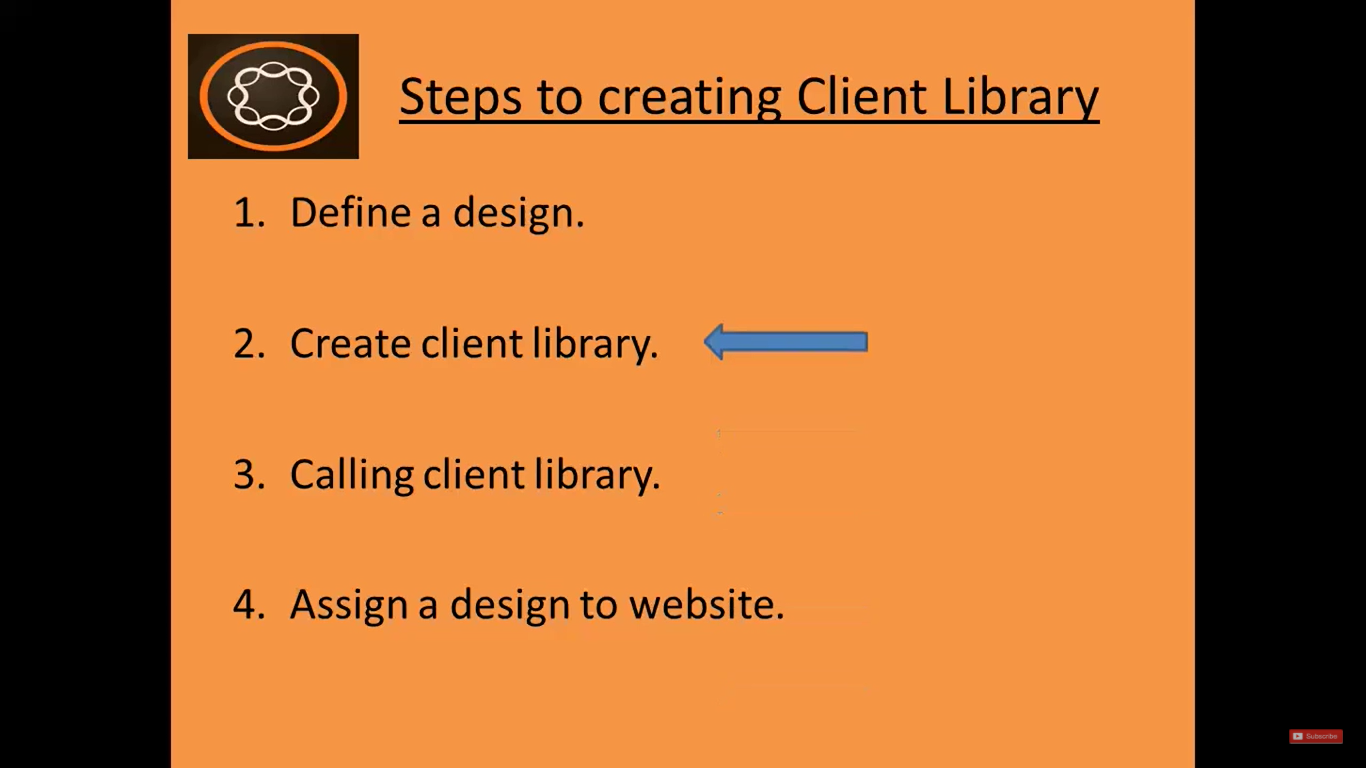 Steps to creating Client Library
1. Define a design.
2. Create client library.
3. Calling client library.
4. Assign a design to website.
Subscribe